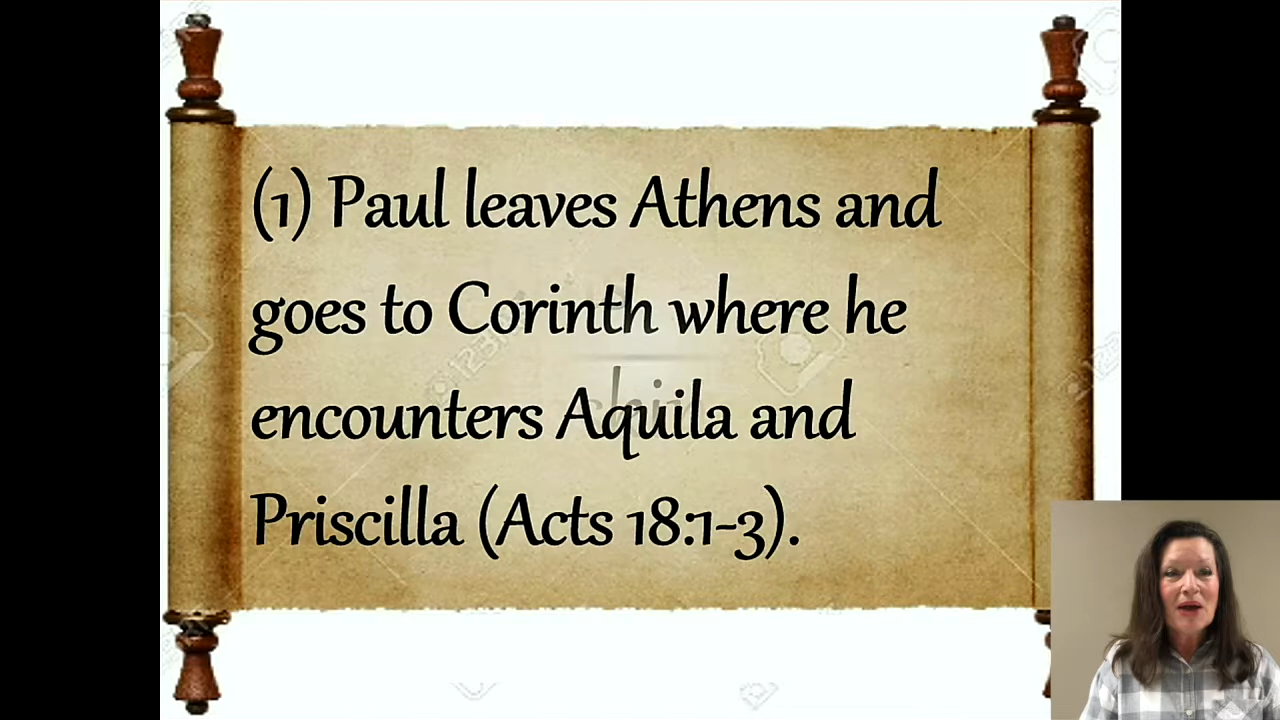 (1) Paul leaves Athens and
goes to Corinth where he
encounters Aquila and
Priscilla (Acts 18:1-3).